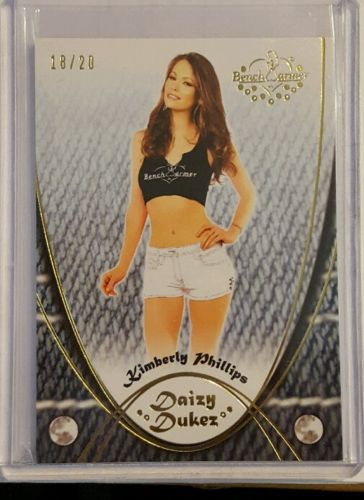 18/20
BenchWarmer
BenchWarmer
Kimberly Phillips
Daizy
Dukez